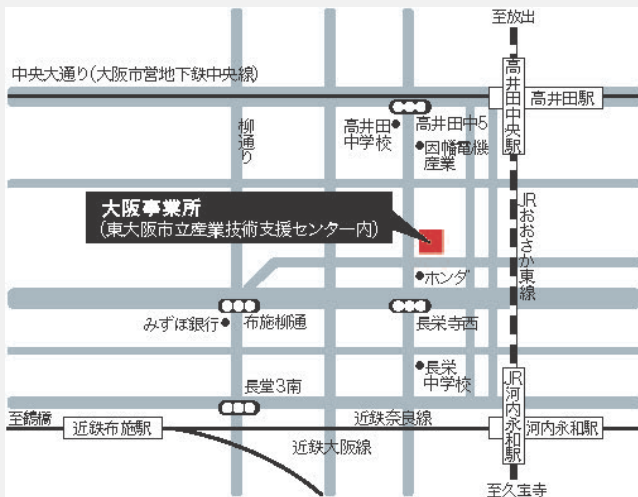 至放出
中央大通り(大阪市営地下鉄中央線)
高井田中央駅
高井田駅
柳通り
高井田
中学校
高井田中5
因幡電機
産業
大阪事業所
(東大阪市立産業技術支援センター内)
JRおおさか東線
ホンダ
みずほ銀行
布施柳通
長栄寺西
長栄
中学校
長堂3南
JR河内永和駅
至鶴橋
近鉄布施駅
近鉄奈良線
河内永和駅
近鉄大阪線
至久宝寺